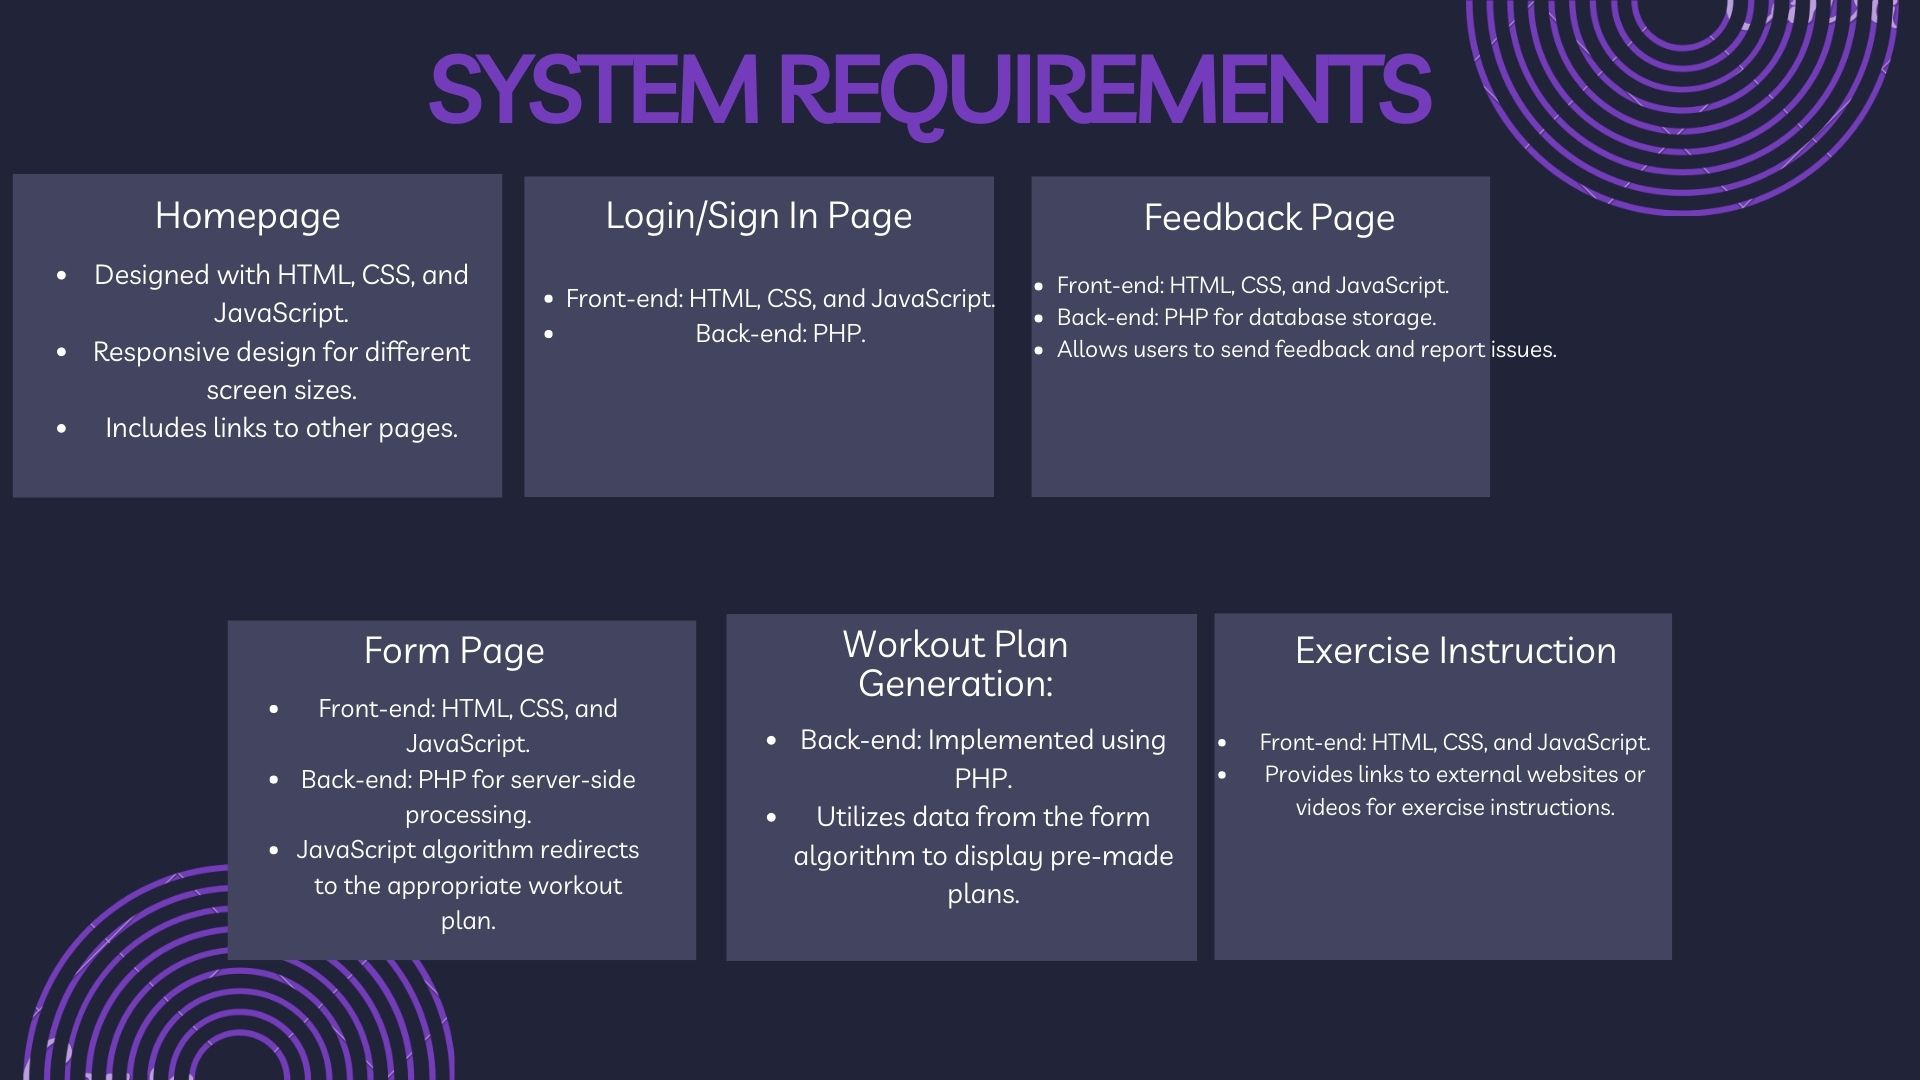 SYSTEM REQUIREMENTS
Homepage
• Designed with HTML, CSS, and
JavaScript.
• Responsive design for different
screen sizes.
• Includes links to other pages.
Login/Sign In Page
• Front-end: HTML, CSS, and JavaScript.
• Back-end: PHP.
Feedback Page
• Front-end: HTML, CSS, and JavaScript.
• Back-end: PHP for database storage.
• Allows users to send feedback and report issues.
Form Page
• Front-end: HTML, CSS, and
JavaScript.
• Back-end: PHP for server-side
processing.
• JavaScript algorithm redirects
to the appropriate workout
plan.
Workout Plan
Generation:
• Back-end: Implemented using
PHP.
• Utilizes data from the form
algorithm to display pre-made
plans.
Exercise Instruction
• Front-end: HTML, CSS, and JavaScript.
• Provides links to external websites or
videos for exercise instructions.